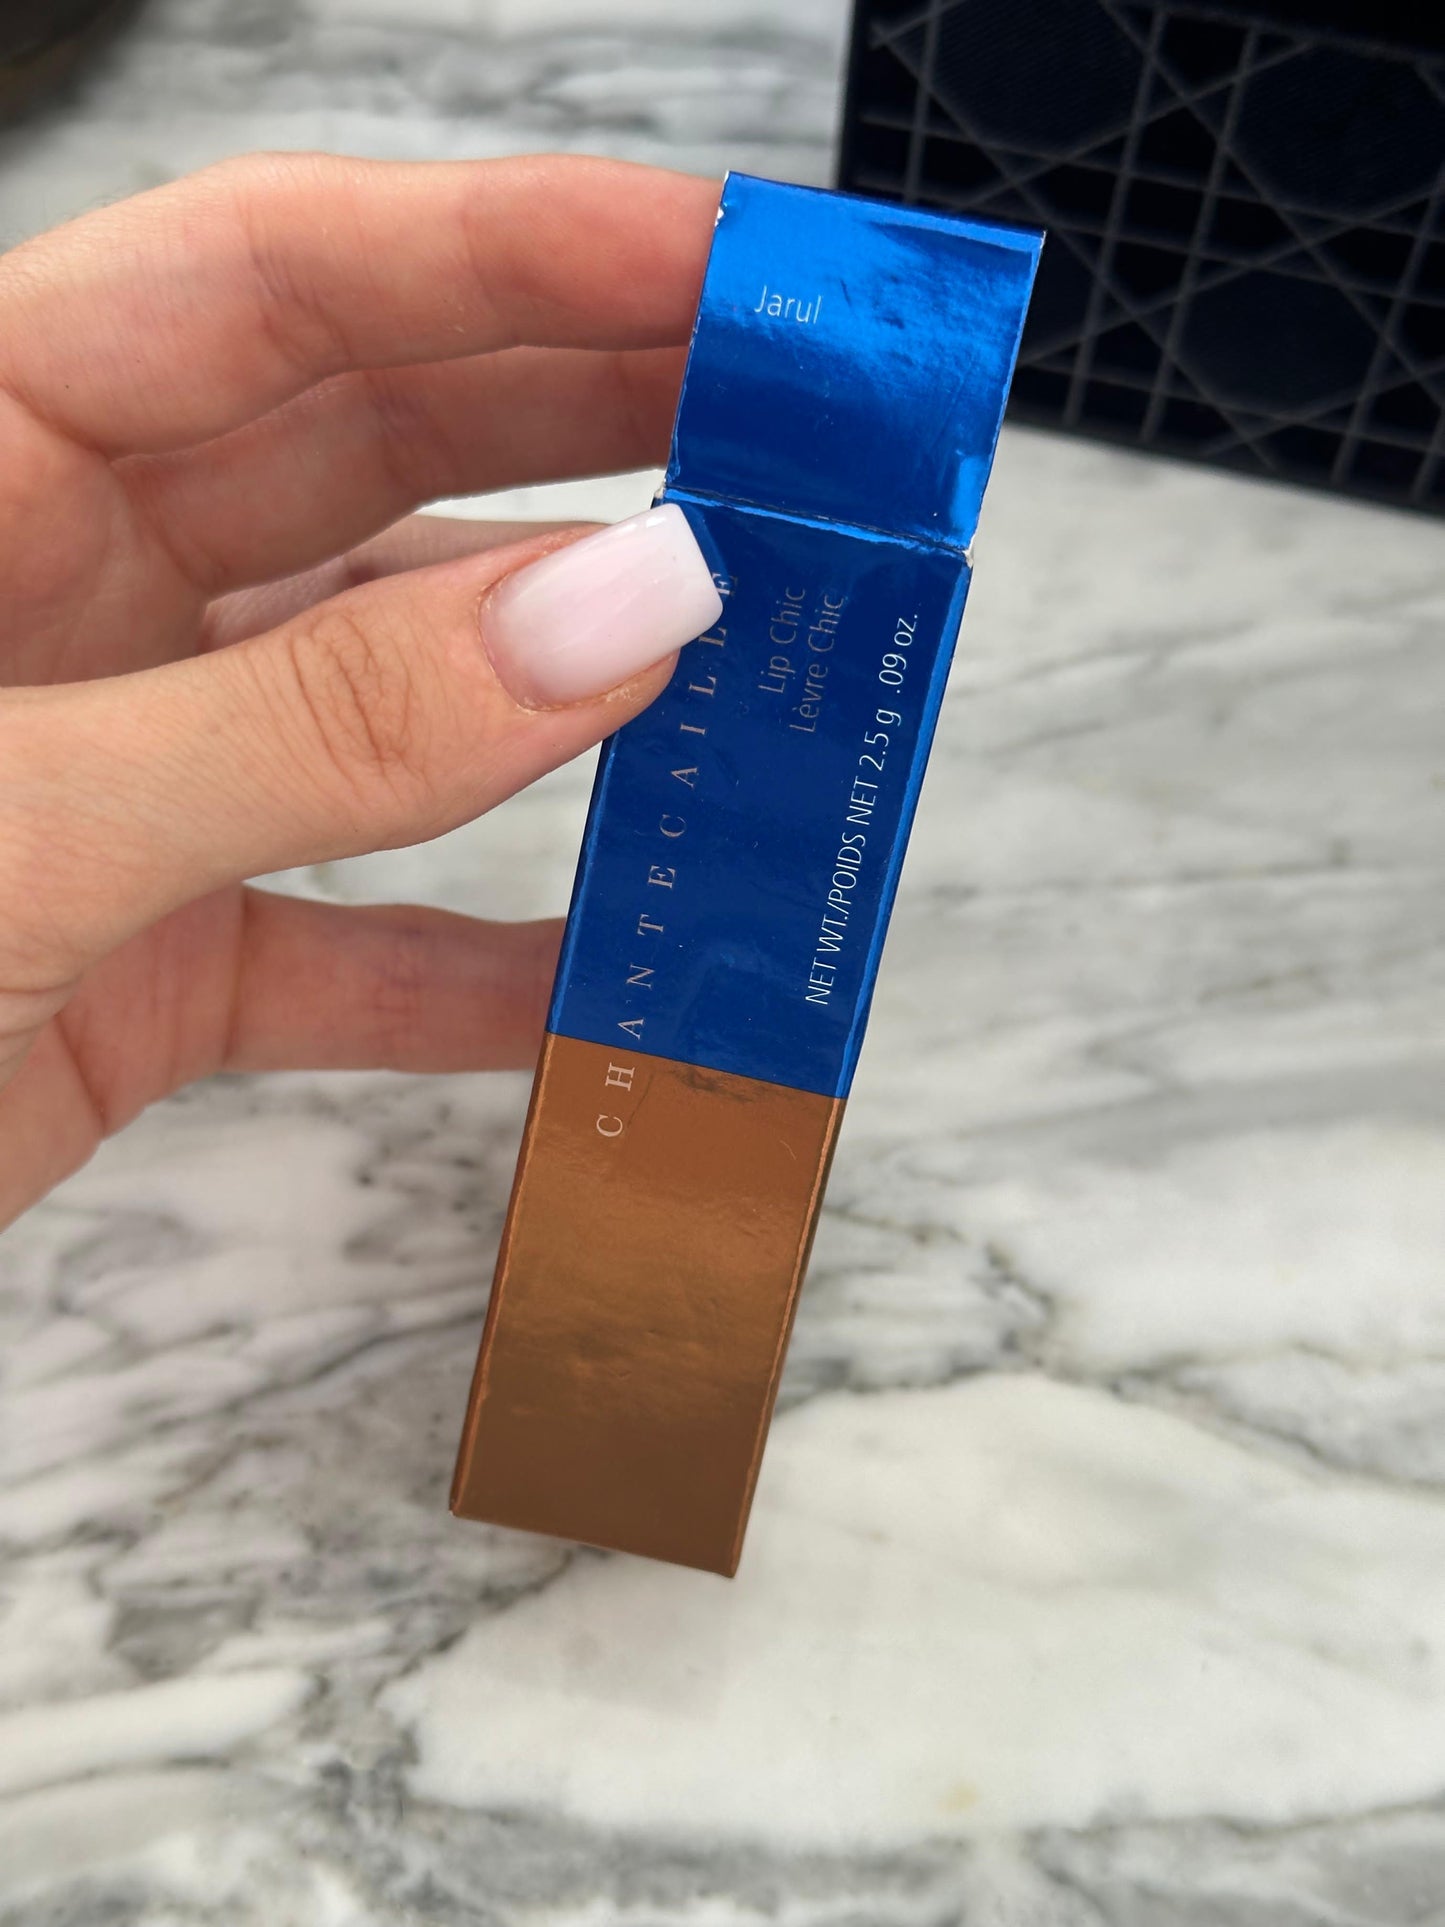 Jarul
CHANTECAILLE
Lip Chic
Lèvre Chic
NET WT./POIDS NET 2.5 g .09 oz.